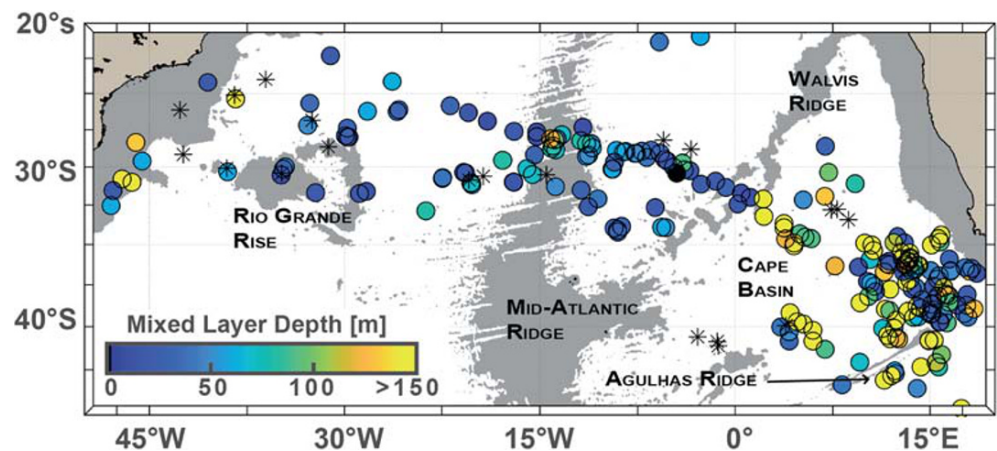 20°S
WALVIS
RIDGE
30°S
RIO GRANDE
RISE
CAPE
BASIN
MID-ATLANTIC
RIDGE
40°S
Mixed Layer Depth [m]
0 50 100 >150
AGULHAS RIDGE
45°W 30°W 15°W 0° 15°E